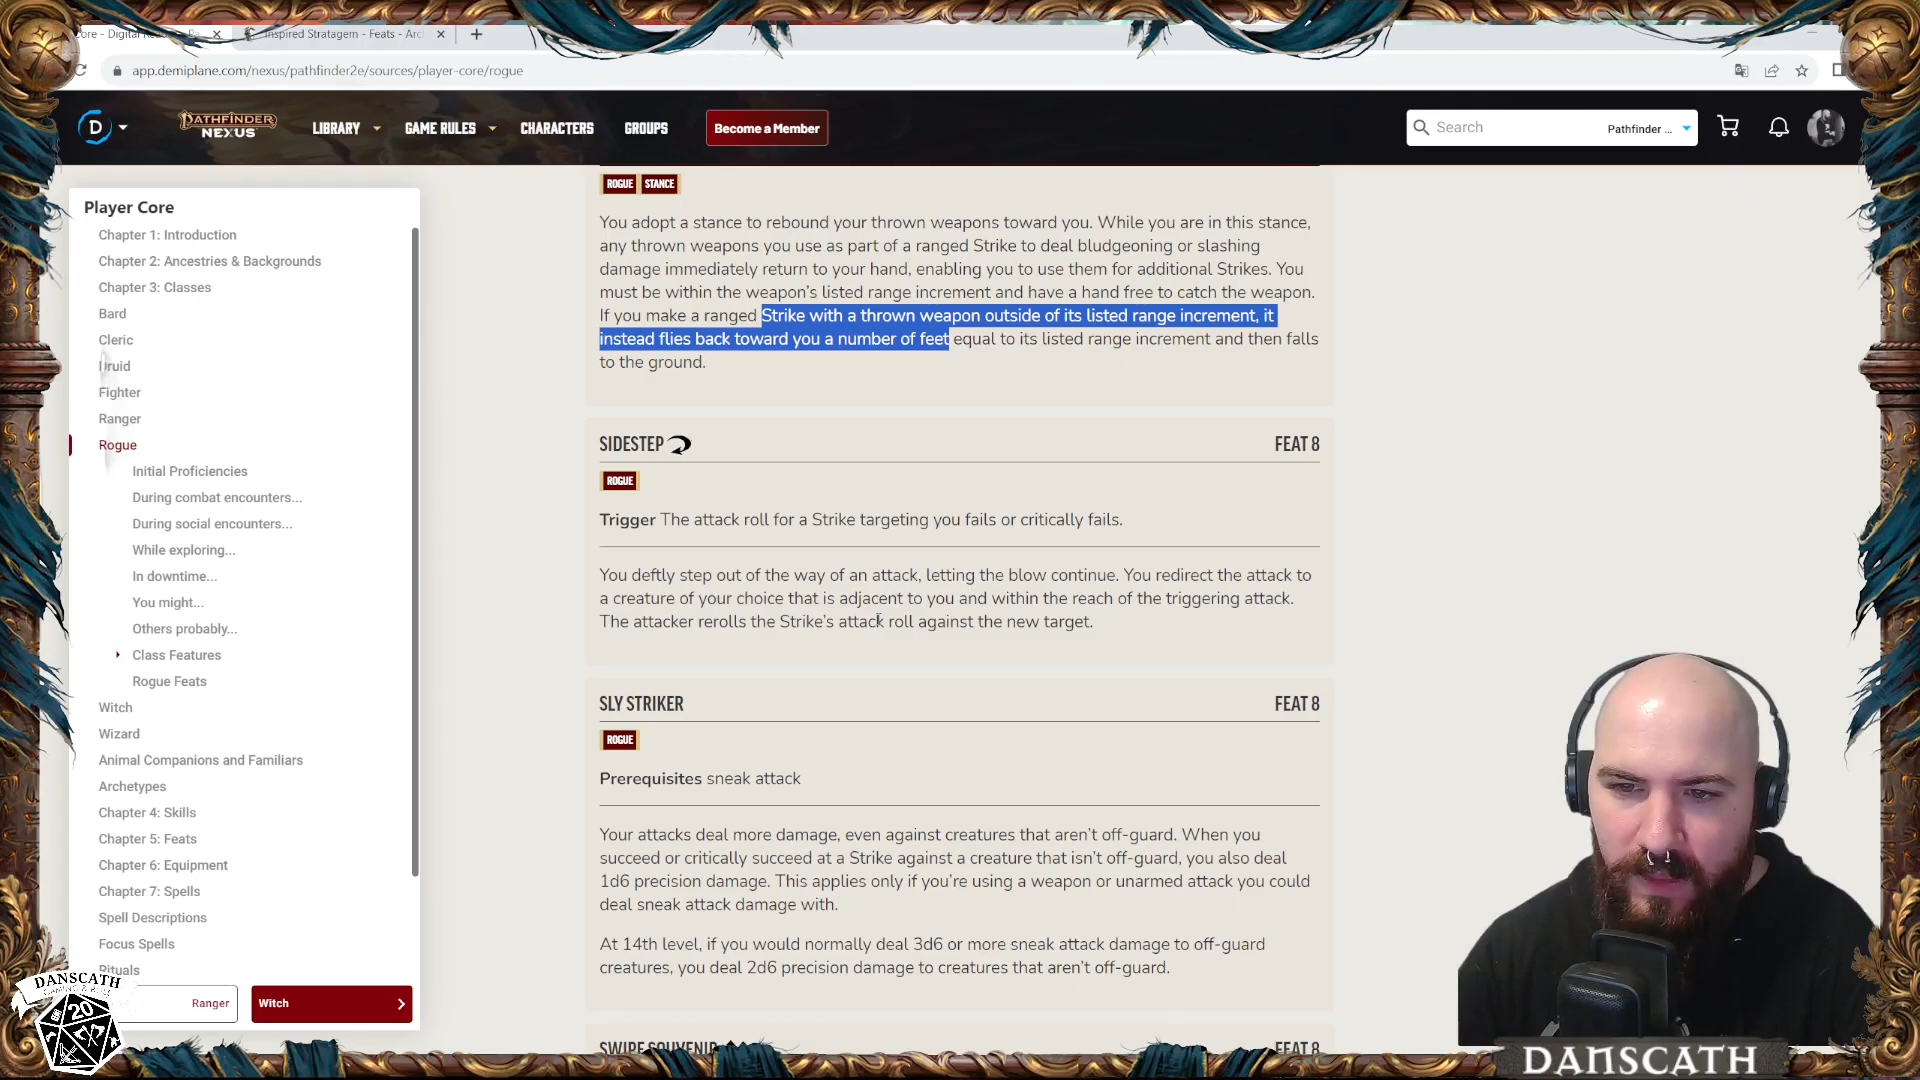 Inspired Stratagem - Feats - Arc
app.demiplane.com/nexus/pathfinder2e/sources/player-core/rogue
D
PATHFINDER
NEXUS
LIBRARY
GAME RULES
CHARACTERS
GROUPS
Become a Member
Search
Pathfinder ...
Player Core
Chapter 1: Introduction
Chapter 2: Ancestries & Backgrounds
Chapter 3: Classes
Bard
Cleric
Druid
Fighter
Ranger
Rogue
Initial Proficiencies
During combat encounters...
During social encounters...
While exploring...
In downtime...
You might...
Others probably...
Class Features
Rogue Feats
Witch
Wizard
Animal Companions and Familiars
Archetypes
Chapter 4: Skills
Chapter 5: Feats
Chapter 6: Equipment
Chapter 7: Spells
Spell Descriptions
Focus Spells
Rituals
Ranger
Witch
ROGUE STANCE
You adopt a stance to rebound your thrown weapons toward you. While you are in this stance,
any thrown weapons you use as part of a ranged Strike to deal bludgeoning or slashing
damage immediately return to your hand, enabling you to use them for additional Strikes. You
must be within the weapon's listed range increment and have a hand free to catch the weapon.
If you make a ranged Strike with a thrown weapon outside of its listed range increment, it
instead flies back toward you a number of feet equal to its listed range increment and then falls
to the ground.
SIDESTEP FEAT 8
ROGUE
Trigger The attack roll for a Strike targeting you fails or critically fails.
You deftly step out of the way of an attack, letting the blow continue. You redirect the attack to
a creature of your choice that is adjacent to you and within the reach of the triggering attack.
The attacker rerolls the Strike's attack roll against the new target.
SLY STRIKER FEAT 8
ROGUE
Prerequisites sneak attack
Your attacks deal more damage, even against creatures that aren't off-guard. When you
succeed or critically succeed at a Strike against a creature that isn't off-guard, you also deal
1d6 precision damage. This applies only if you're using a weapon or unarmed attack you could
deal sneak attack damage with.
At 14th level, if you would normally deal 3d6 or more sneak attack damage to off-guard
creatures, you deal 2d6 precision damage to creatures that aren't off-guard.
SWIPE SOUVENIR FEAT 8
DANSCATH
20
DANSCATH